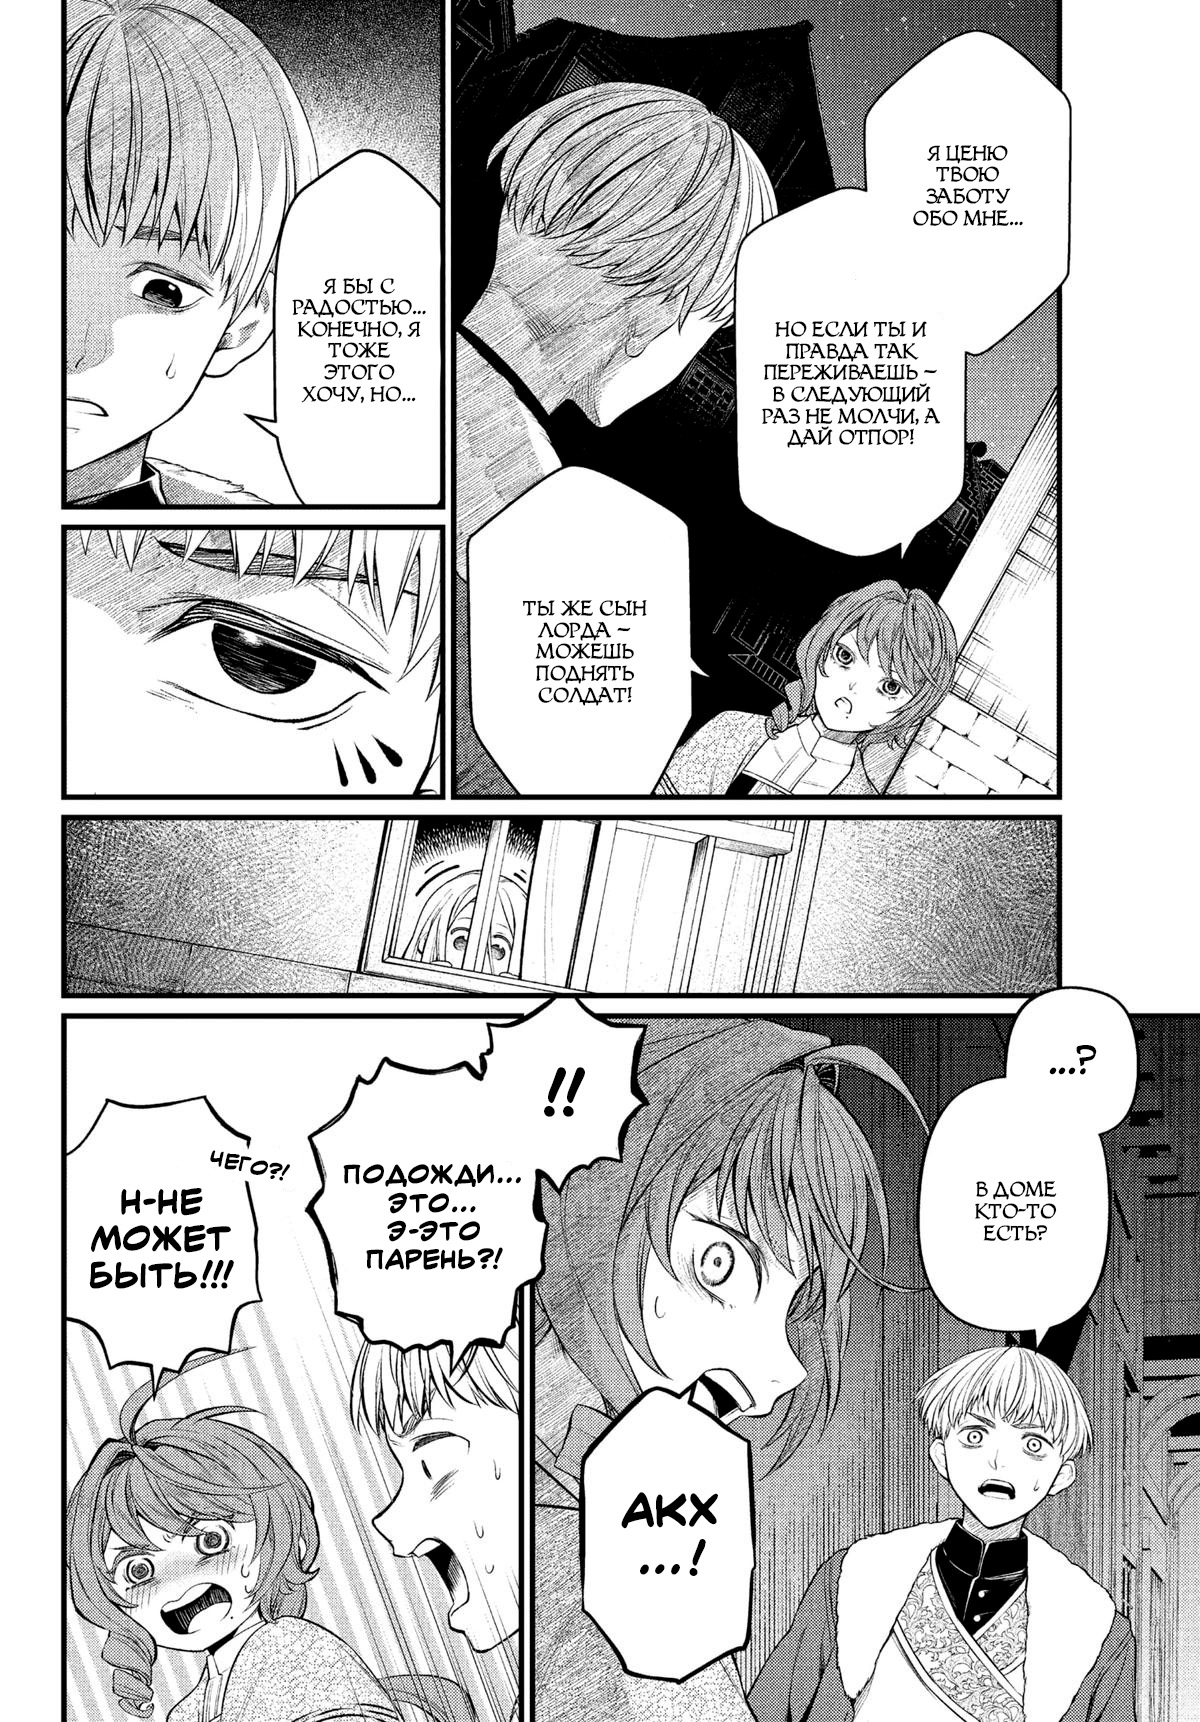 Я ЦЕНЮ
ТВОЮ
ЗАБОТУ
ОБО МНЕ...
НО ЕСЛИ ТЫ И
ПРАВДА ТАК
ПЕРЕЖИВАЕШЬ –
В СЛЕДУЮЩИЙ
РАЗ НЕ МОЛЧИ, А
ДАЙ ОТПОР!
ТЫ ЖЕ СЫН
ЛОРДА –
МОЖЕШЬ
ПОДНЯТЬ
СОЛДАТ!
Я БЫ С
РАДОСТЬЮ...
КОНЕЧНО, Я
ТОЖЕ
ЭТОГО
ХОЧУ, НО...
...?
В ДОМЕ
КТО-ТО
ЕСТЬ?
АКХ
...!
!!
ПОДОЖДИ...
ЭТО...
Э-ЭТО
ПАРЕНЬ?!
ЧЕГО?!
Н-НЕ
МОЖЕТ
БЫТЬ!!!